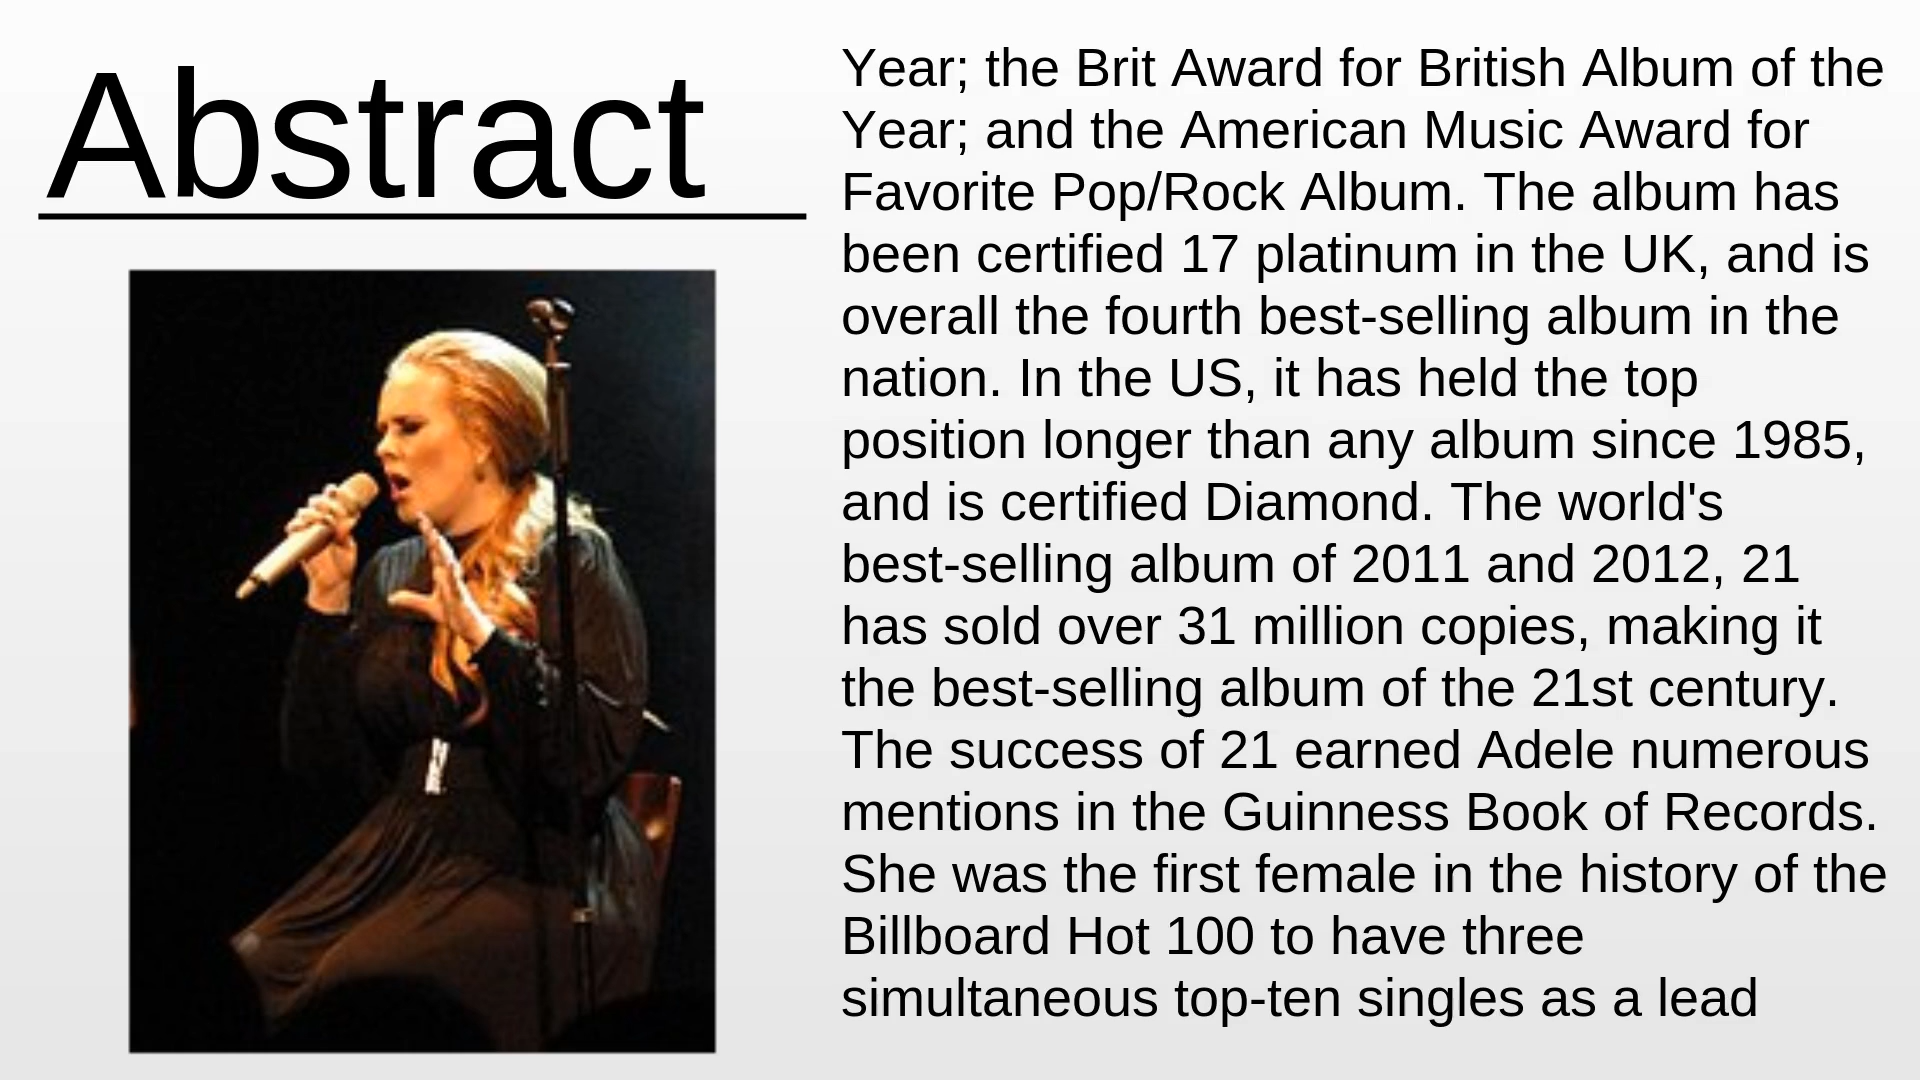 Abstract
Year; the Brit Award for British Album of the
Year; and the American Music Award for
Favorite Pop/Rock Album. The album has
been certified 17 platinum in the UK, and is
overall the fourth best-selling album in the
nation. In the US, it has held the top
position longer than any album since 1985,
and is certified Diamond. The world's
best-selling album of 2011 and 2012, 21
has sold over 31 million copies, making it
the best-selling album of the 21st century.
The success of 21 earned Adele numerous
mentions in the Guinness Book of Records.
She was the first female in the history of the
Billboard Hot 100 to have three
simultaneous top-ten singles as a lead